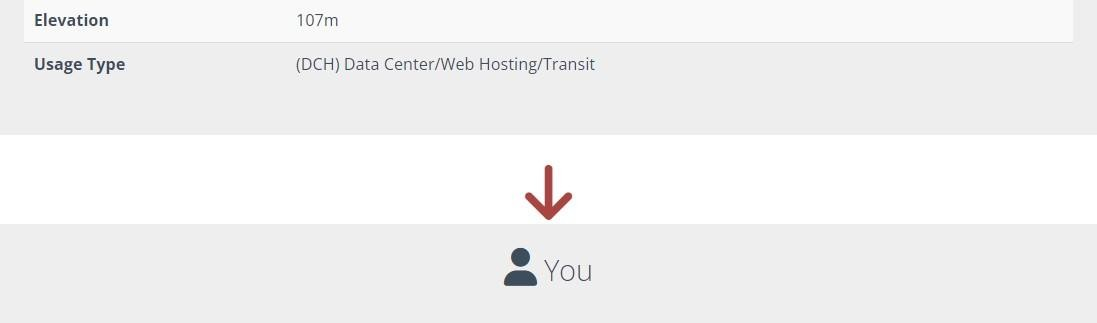 Elevation 107m
Usage Type (DCH) Data Center/Web Hosting/Transit
You